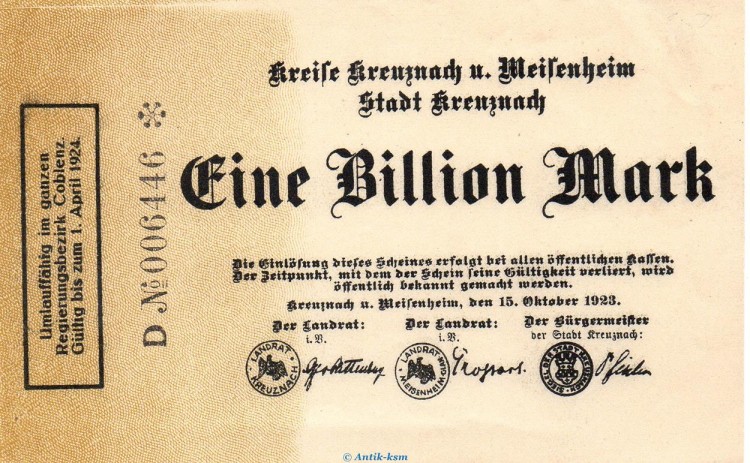 Kreise Kreuznach u. Meisenheim
Stadt Kreuznach
Eine Billion Mark
Die Einlösung dieses Scheines erfolgt bei allen öffentlichen Kassen.
Der Zeitpunkt, mit dem der Schein seine Gültigkeit verliert, wird
öffentlich bekannt gemacht werden.
Kreuznach u. Meisenheim, den 15. Oktober 1923.
Der Landrat: Der Landrat: Der Bürgermeister
i. V. i. V. der Stadt Kreuznach:
LANDRAT KREUZNACH
LANDRAT MEISENHEIM
D №006446 *
Umlauffähig im ganzen
Regierungsbezirk Coblenz.
Gültig bis zum 1. April 1924.
© Antik-ksm